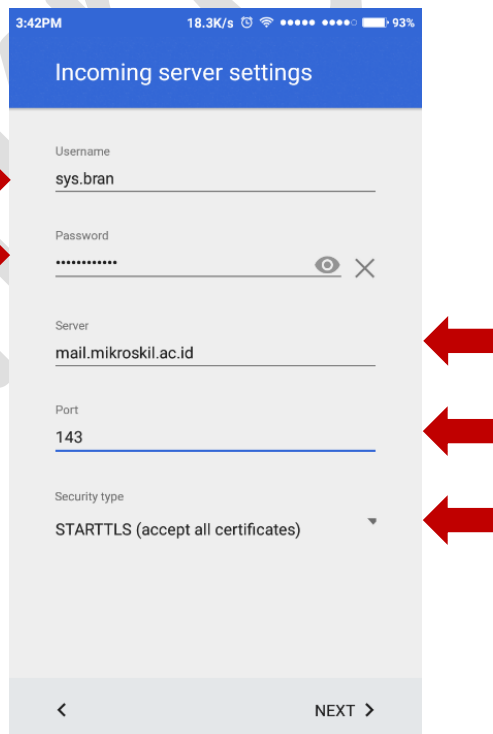 3:42PM 18.3K/s 93%
Incoming server settings
Username
sys.bran
Password
••••••••••••
Server
mail.mikroskil.ac.id
Port
143
Security type
STARTTLS (accept all certificates)
NEXT